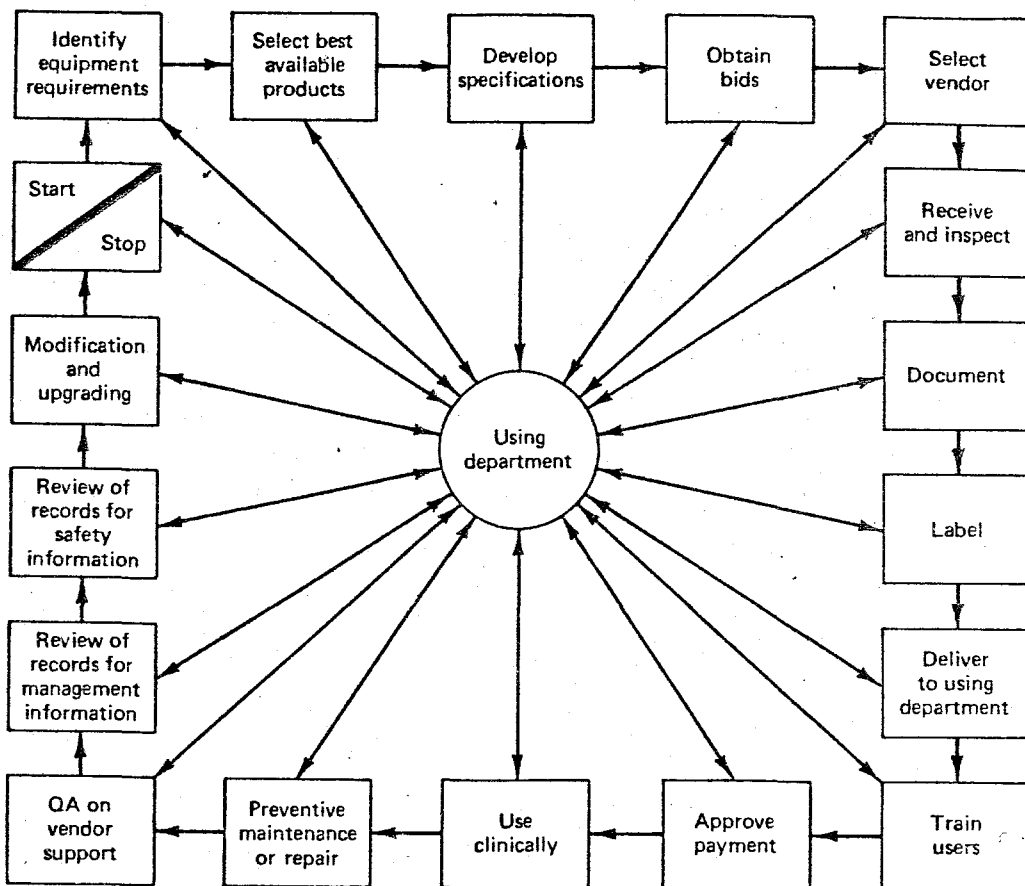 Identify
equipment
requirements
Select best
available
products
Develop
specifications
Obtain
bids
Select
vendor
Start
Stop
Receive
and inspect
Modification
and
upgrading
Document
Using
department
Review of
records for
safety
information
Label
Review of
records for
management
information
Deliver
to using
department
QA on
vendor
support
Preventive
maintenance
or repair
Use
clinically
Approve
payment
Train
users